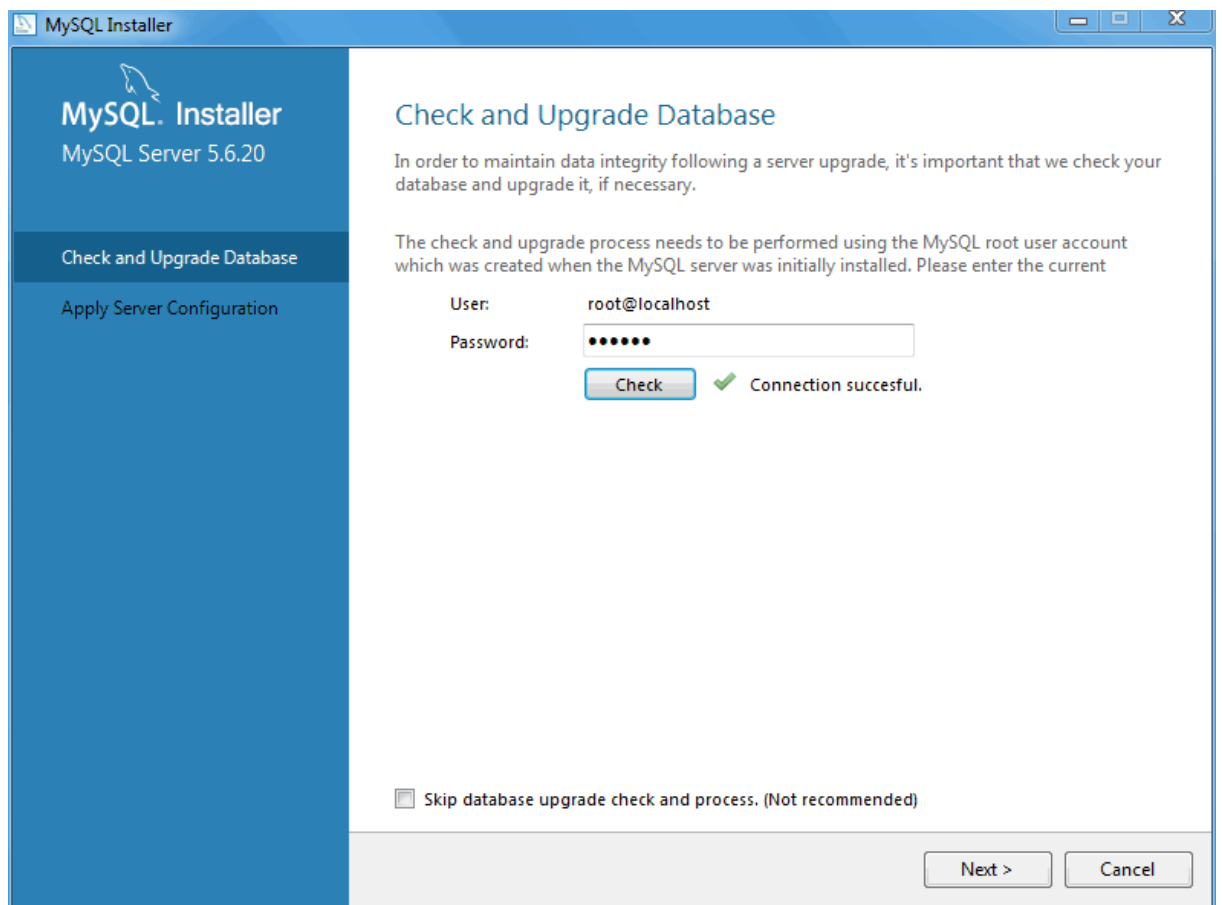 MySQL Installer
MySQL. Installer
MySQL Server 5.6.20
Check and Upgrade Database
Apply Server Configuration
Check and Upgrade Database
In order to maintain data integrity following a server upgrade, it's important that we check your
database and upgrade it, if necessary.
The check and upgrade process needs to be performed using the MySQL root user account
which was created when the MySQL server was initially installed. Please enter the current
User: root@localhost
Password: ••••••
Check Connection succesful.
Skip database upgrade check and process. (Not recommended)
Next > Cancel